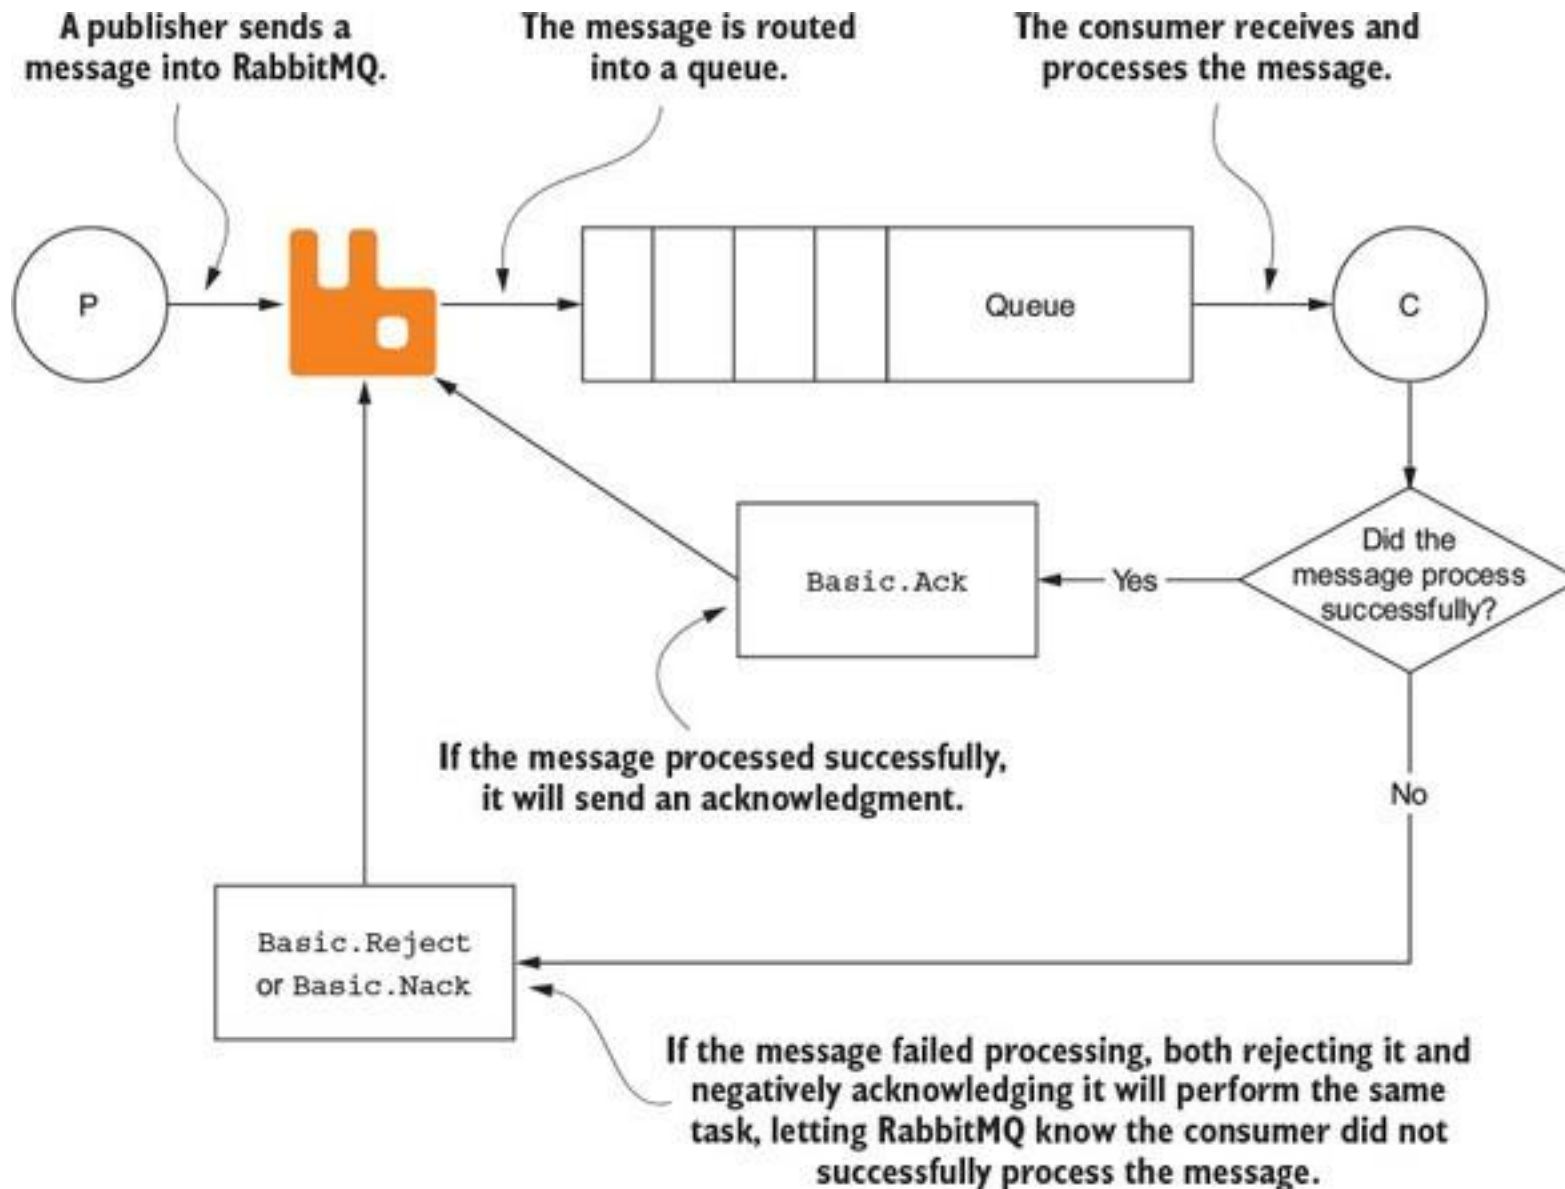 A publisher sends a
message into RabbitMQ.
The message is routed
into a queue.
The consumer receives and
processes the message.
P
Queue
C
Did the
message process
successfully?
Yes
Basic.Ack
If the message processed successfully,
it will send an acknowledgment.
No
Basic.Reject
or Basic.Nack
If the message failed processing, both rejecting it and
negatively acknowledging it will perform the same
task, letting RabbitMQ know the consumer did not
successfully process the message.